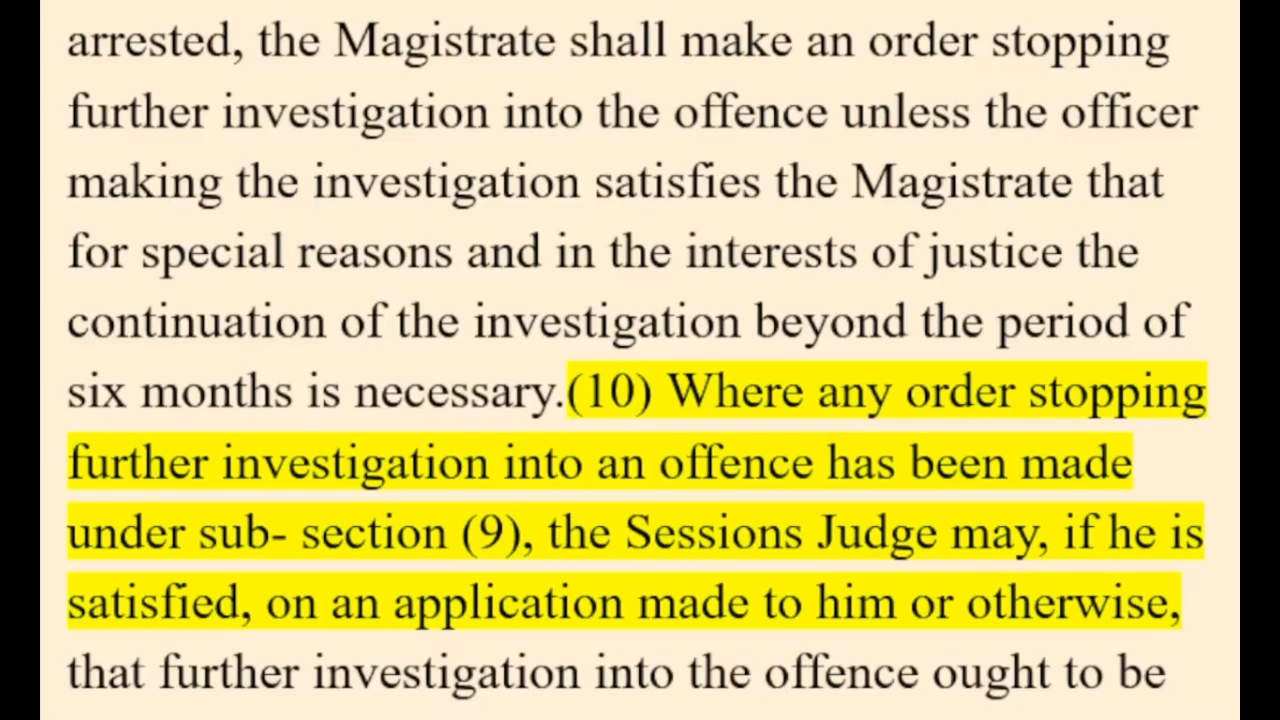 arrested, the Magistrate shall make an order stopping
further investigation into the offence unless the officer
making the investigation satisfies the Magistrate that
for special reasons and in the interests of justice the
continuation of the investigation beyond the period of
six months is necessary.(10) Where any order stopping
further investigation into an offence has been made
under sub- section (9), the Sessions Judge may, if he is
satisfied, on an application made to him or otherwise,
that further investigation into the offence ought to be